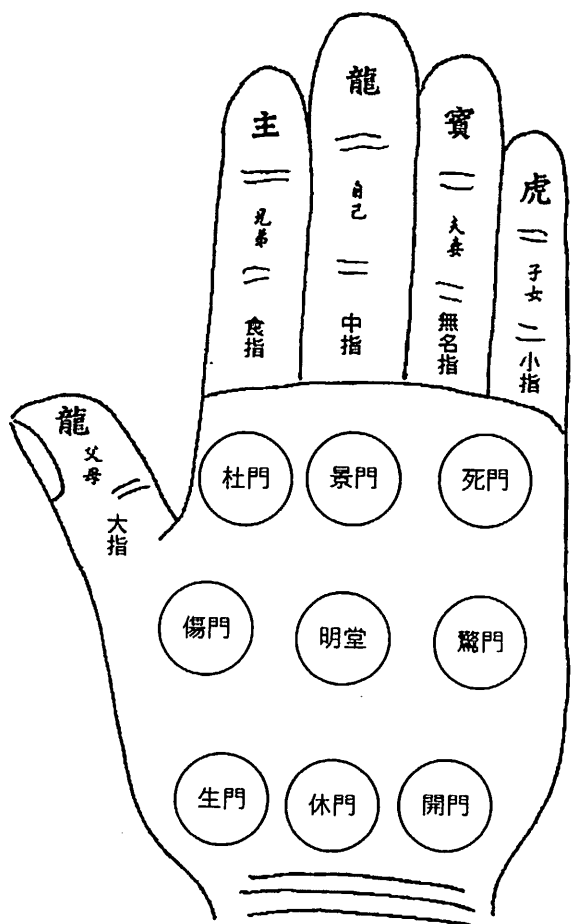 主
兄弟
食指
龍
自己
中指
賓
夫妻
無名指
虎
子女
小指
龍
父母
大指
杜門
景門
死門
傷門
明堂
驚門
生門
休門
開門